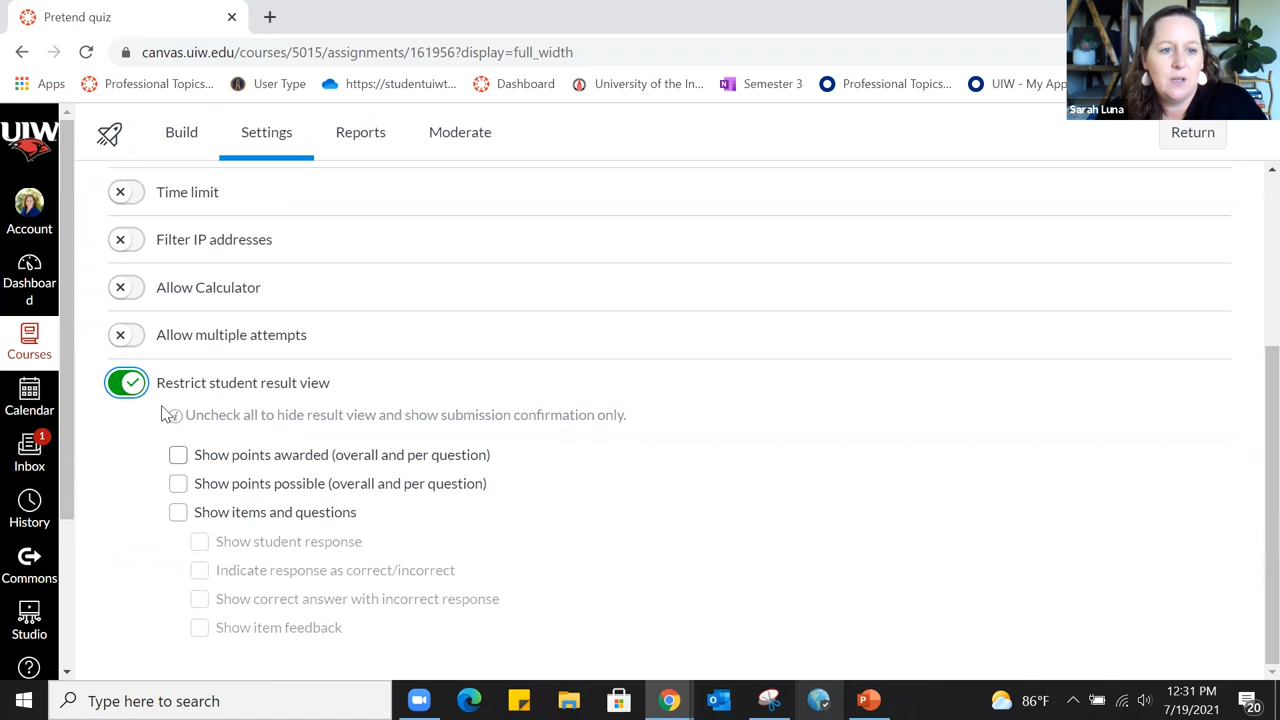 Pretend quiz
canvas.uiw.edu/courses/5015/assignments/161956?display=full_width
Apps Professional Topics... User Type https://studentuiwt... Dashboard University of the In... Semester 3 Professional Topics... UIW - My App
Sarah Luna
UIW
Build Settings Reports Moderate Return
Account
Dashboar
d
Courses
Calendar
1
Inbox
History
Commons
Studio
Time limit
Filter IP addresses
Allow Calculator
Allow multiple attempts
Restrict student result view
Uncheck all to hide result view and show submission confirmation only.
Show points awarded (overall and per question)
Show points possible (overall and per question)
Show items and questions
Show student response
Indicate response as correct/incorrect
Show correct answer with incorrect response
Show item feedback
Type here to search
86°F
12:31 PM
7/19/2021
20